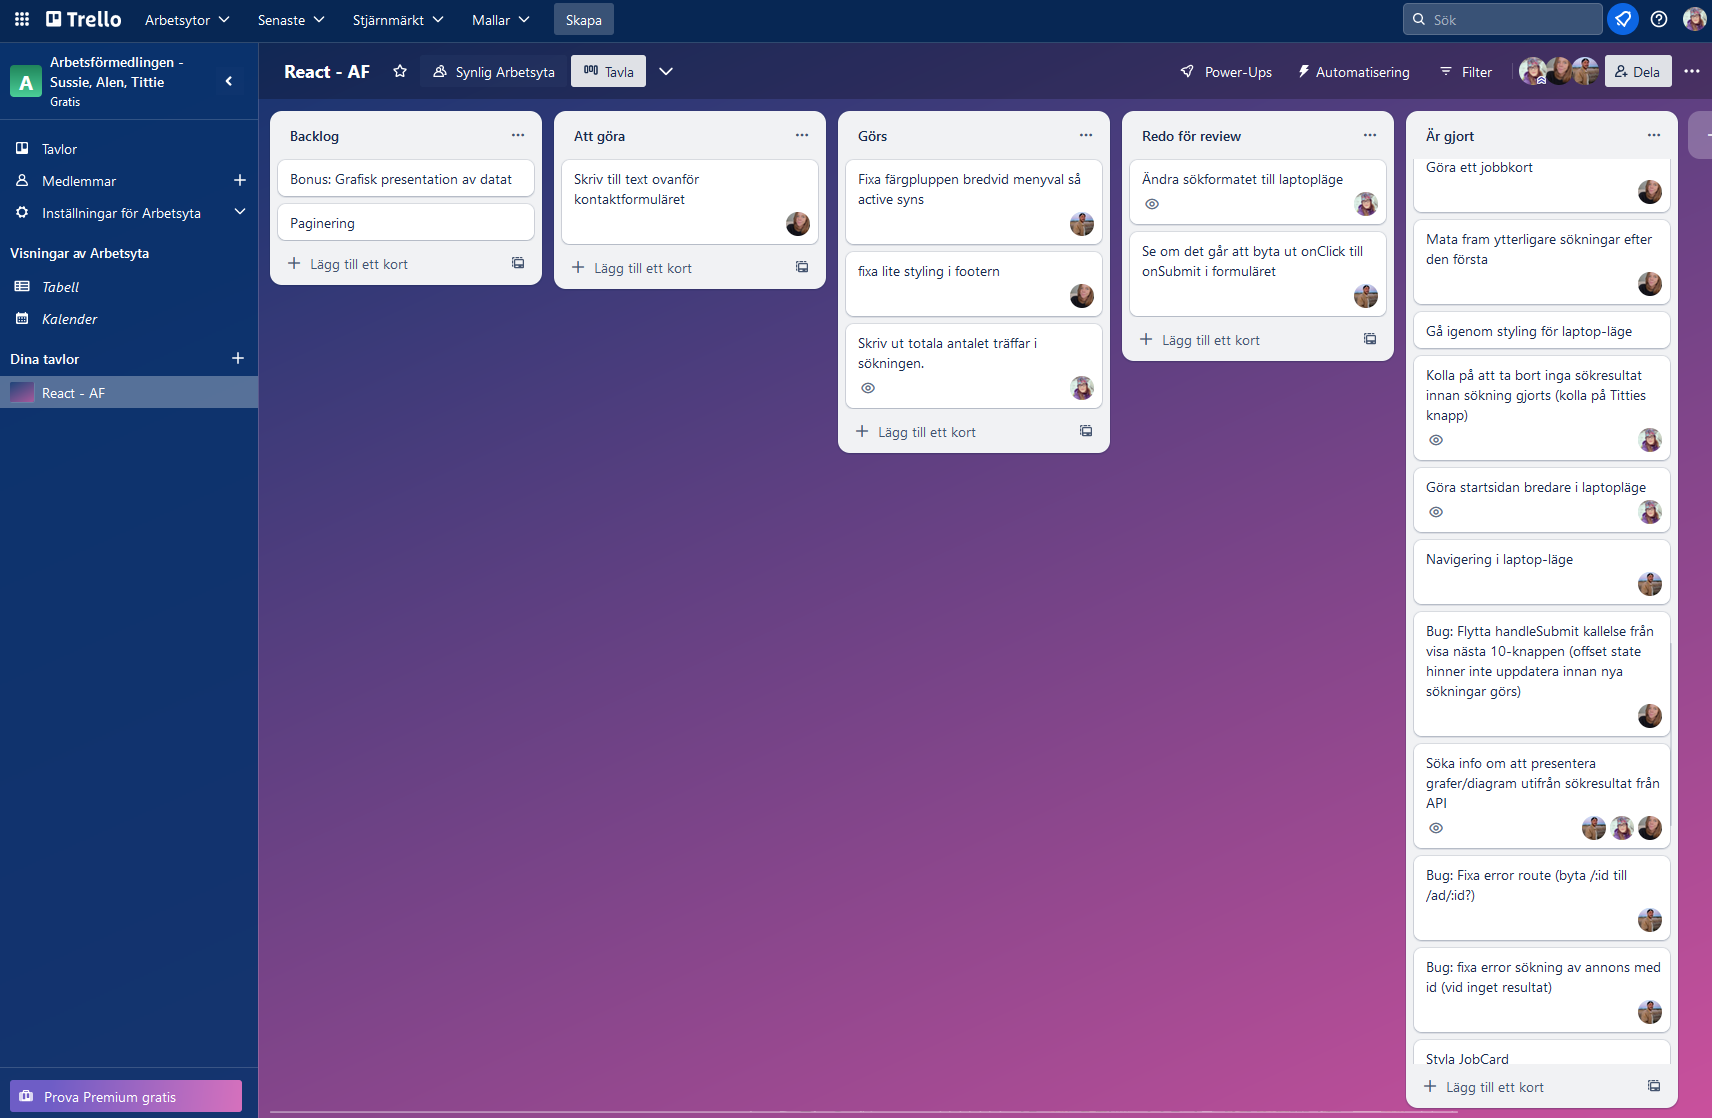 Trello
Arbetsytor
Senaste
Stjärnmärkt
Mallar
Skapa
Sök
A
Arbetsförmedlingen -
Sussie, Alen, Tittie
Gratis
React - AF
Synlig Arbetsyta
Tavla
Power-Ups
Automatisering
Filter
Dela
Tavlor
Medlemmar
Inställningar för Arbetsyta
Visningar av Arbetsyta
Tabell
Kalender
Dina tavlor
React - AF
Prova Premium gratis
Backlog
Bonus: Grafisk presentation av datat
Paginering
Lägg till ett kort
Att göra
Skriv till text ovanför
kontaktformuläret
Lägg till ett kort
Görs
Fixa färgpluppen bredvid menyval så
active syns
fixa lite styling i footern
Skriv ut totala antalet träffar i
sökningen.
Lägg till ett kort
Redo för review
Ändra sökformatet till laptopläge
Se om det går att byta ut onClick till
onSubmit i formuläret
Lägg till ett kort
Är gjort
Göra ett jobbkort
Mata fram ytterligare sökningar efter
den första
Gå igenom styling för laptop-läge
Kolla på att ta bort inga sökresultat
innan sökning gjorts (kolla på Titties
knapp)
Göra startsidan bredare i laptopläge
Navigering i laptop-läge
Bug: Flytta handleSubmit kallelse från
visa nästa 10-knappen (offset state
hinner inte uppdatera innan nya
sökningar görs)
Söka info om att presentera
grafer/diagram utifrån sökresultat från
API
Bug: Fixa error route (byta /:id till
/ad/:id?)
Bug: fixa error sökning av annons med
id (vid inget resultat)
Styla JobCard
Lägg till ett kort